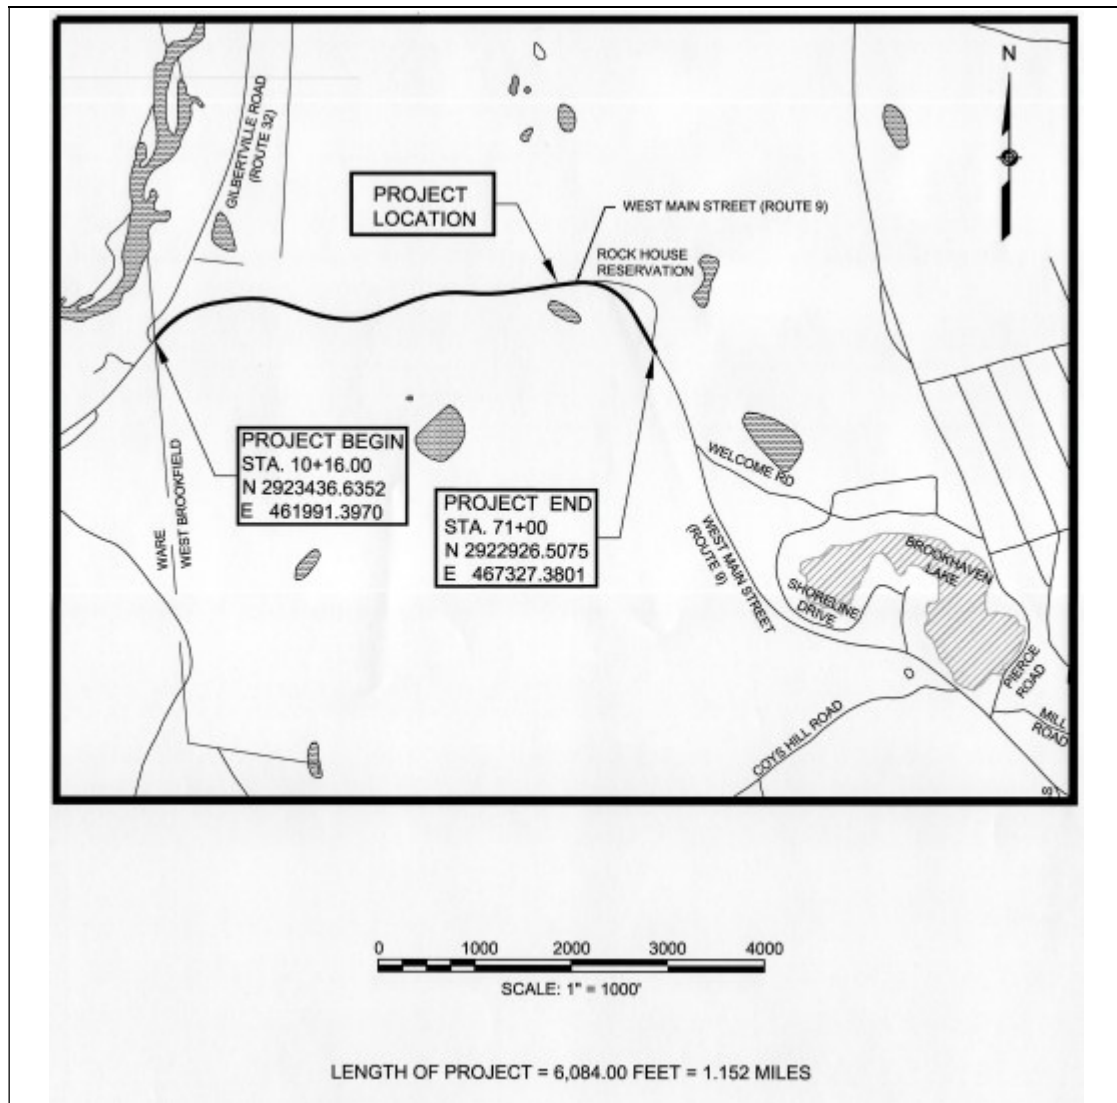 N
GILBERTVILLE ROAD
(ROUTE 32)
PROJECT
LOCATION
WEST MAIN STREET (ROUTE 9)
ROCK HOUSE
RESERVATION
PROJECT BEGIN
STA. 10+16.00
N 2923436.6352
E 461991.3970
PROJECT END
STA. 71+00
N 2922926.5075
E 467327.3801
WARE
WEST BROOKFIELD
WELCOME RD
WEST MAIN STREET
(ROUTE 9)
BROOKHAVEN
LAKE
SHORELINE
DRIVE
PIERCE
ROAD
MILL
ROAD
COYS HILL ROAD
S
0 1000 2000 3000 4000
SCALE: 1" = 1000'
LENGTH OF PROJECT = 6,084.00 FEET = 1.152 MILES